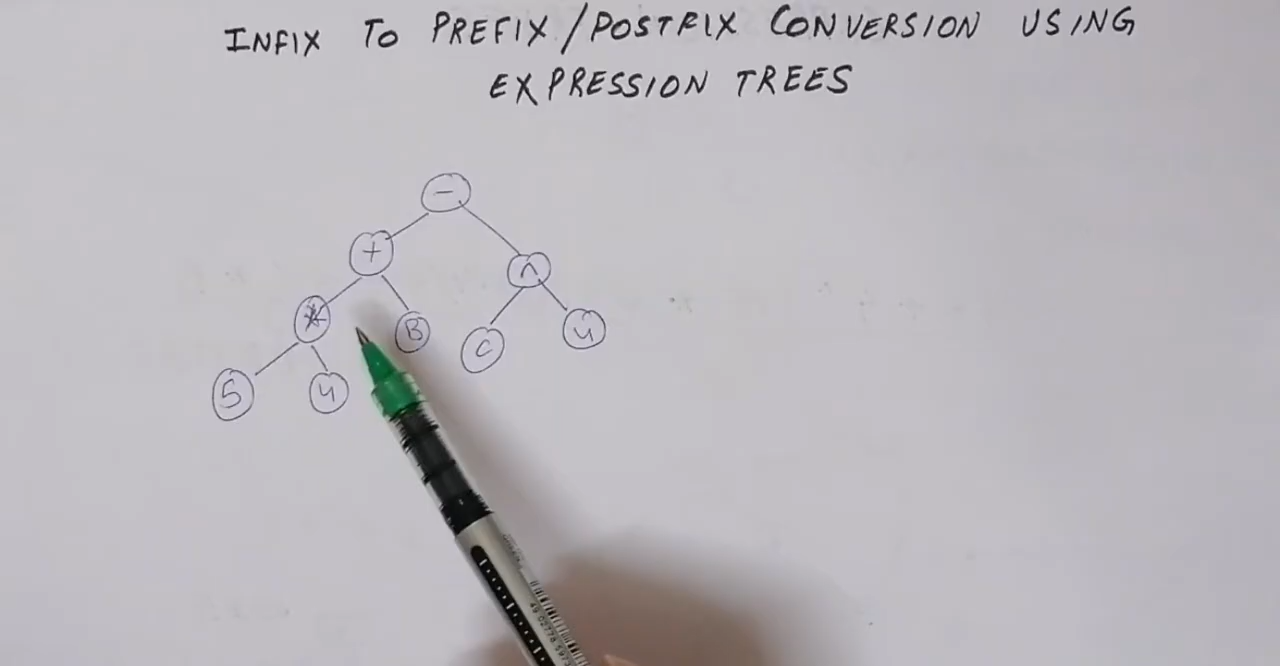 INFIX TO PREFIX/POSTFIX CONVERSION USING
EXPRESSION TREES
-
+
^
*
B
C
4
5
4